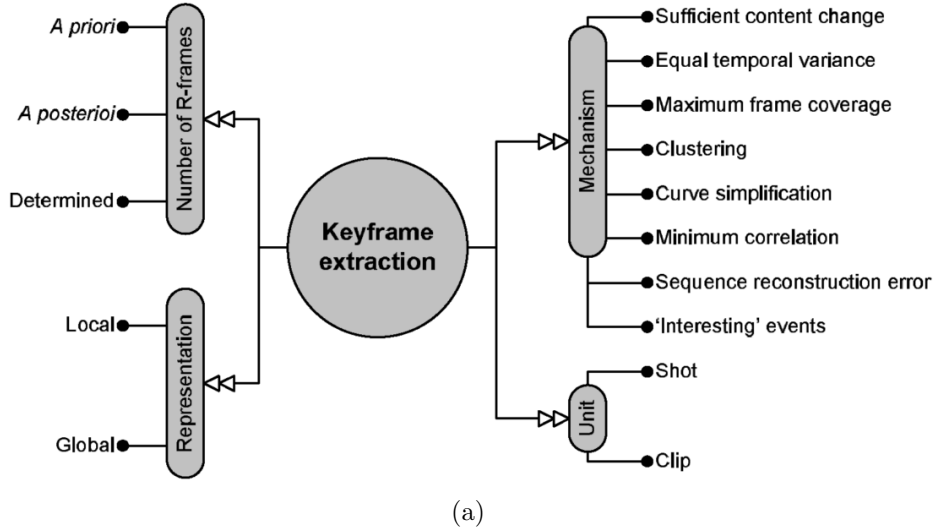 A priori
A posterioi
Determined
Number of R-frames
Local
Global
Representation
Keyframe
extraction
Mechanism
Sufficient content change
Equal temporal variance
Maximum frame coverage
Clustering
Curve simplification
Minimum correlation
Sequence reconstruction error
‘Interesting’ events
Unit
Shot
Clip
(a)